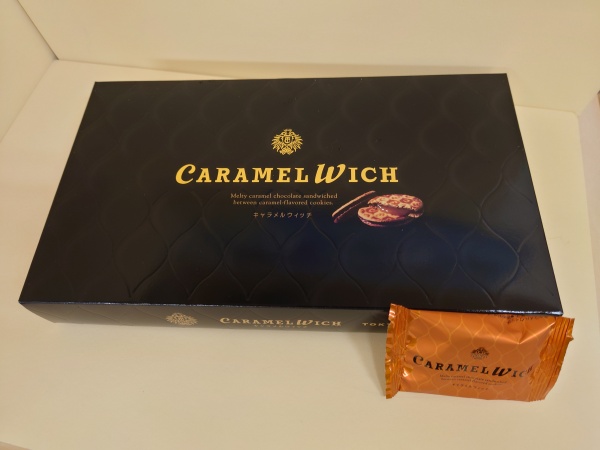 CARAMEL WICH
Melty caramel chocolate sandwiched
between caramel-flavored cookies.
キャラメルウィッチ
CARAMEL WICH
CARAMEL WICH